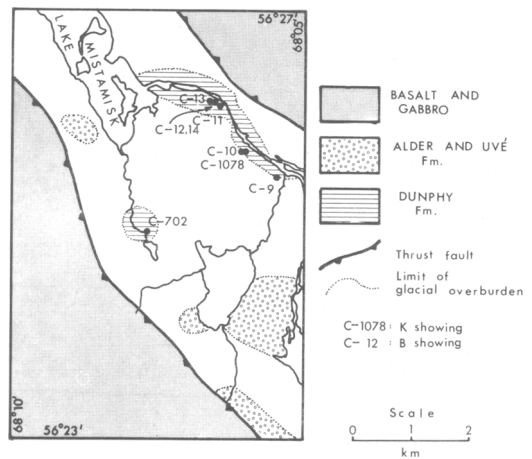 56°27'
68°05'
LAKE
MISTAMISK
C-13
C-11
C-12,14
C-10
C-1078
C-9
C-702
68°10'
56°23'
BASALT AND
GABBRO
ALDER AND UVÉ
Fm.
DUNPHY
Fm.
Thrust fault
Limit of
glacial overburden
C-1078: K showing
C- 12 : B showing
Scale
0 1 2
km